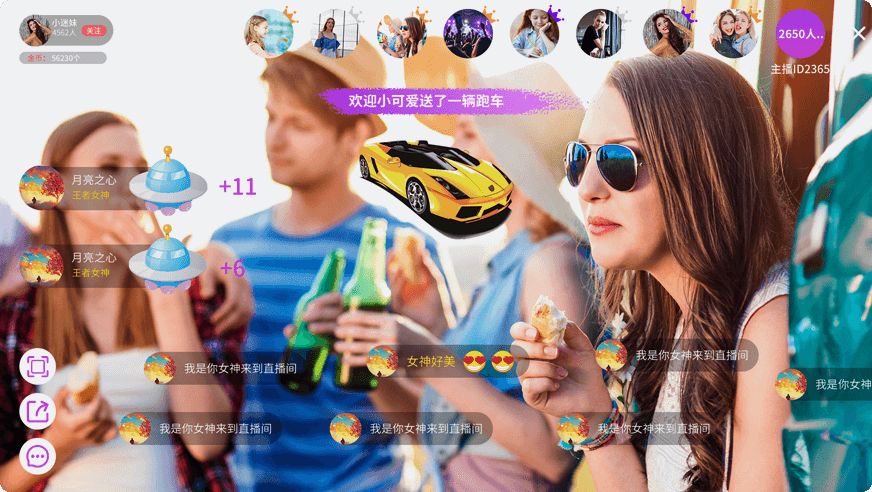 小迷妹
4562人
关注
金币: 56230个
2650人..
主播ID2365
欢迎小可爱送了一辆跑车
月亮之心
王者女神
+11
月亮之心
王者女神
+6
我是你女神来到直播间
女神好美
我是你女神来到直播间
我是你女神
我是你女神来到直播间
我是你女神来到直播间
我是你女神来到直播间